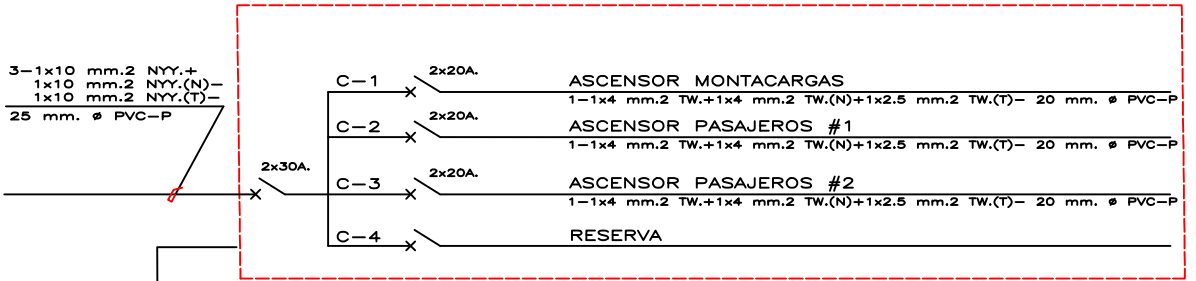 3-1x10 mm.2 NYY.+
1x10 mm.2 NYY.(N)-
1x10 mm.2 NYY.(T)-
25 mm. ø PVC-P
2x30A.
C-1 2x20A. ASCENSOR MONTACARGAS
1-1x4 mm.2 TW.+1x4 mm.2 TW.(N)+1x2.5 mm.2 TW.(T)- 20 mm. ø PVC-P
C-2 2x20A. ASCENSOR PASAJEROS #1
1-1x4 mm.2 TW.+1x4 mm.2 TW.(N)+1x2.5 mm.2 TW.(T)- 20 mm. ø PVC-P
C-3 2x20A. ASCENSOR PASAJEROS #2
1-1x4 mm.2 TW.+1x4 mm.2 TW.(N)+1x2.5 mm.2 TW.(T)- 20 mm. ø PVC-P
C-4 RESERVA